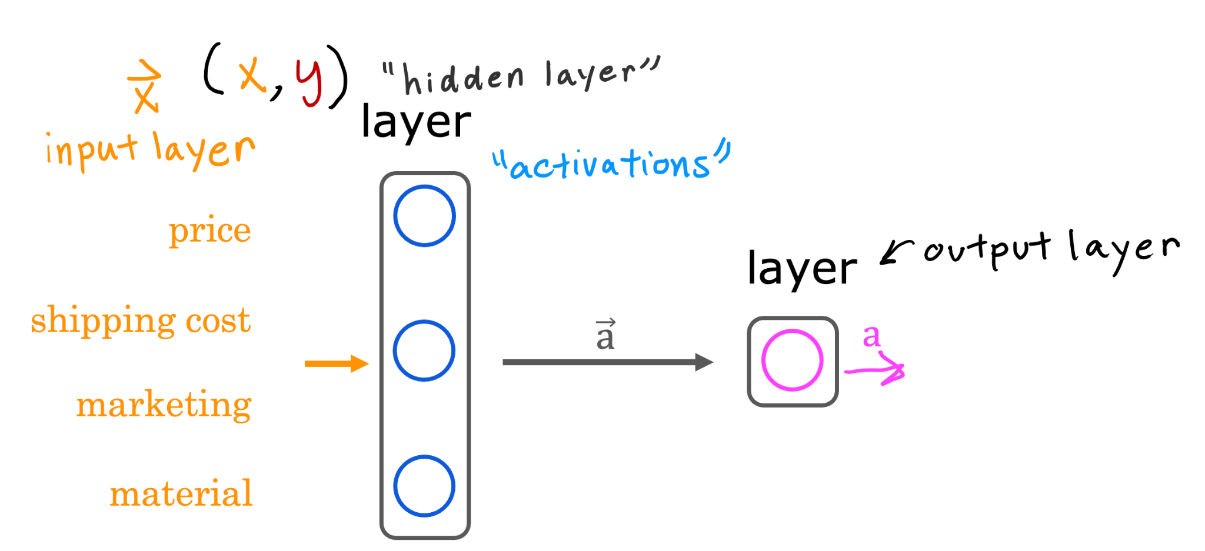 x⃗ (x, y) "hidden layer"
layer
input layer
"activations"
price
layer ← output layer
shipping cost
a⃗
a
marketing
material